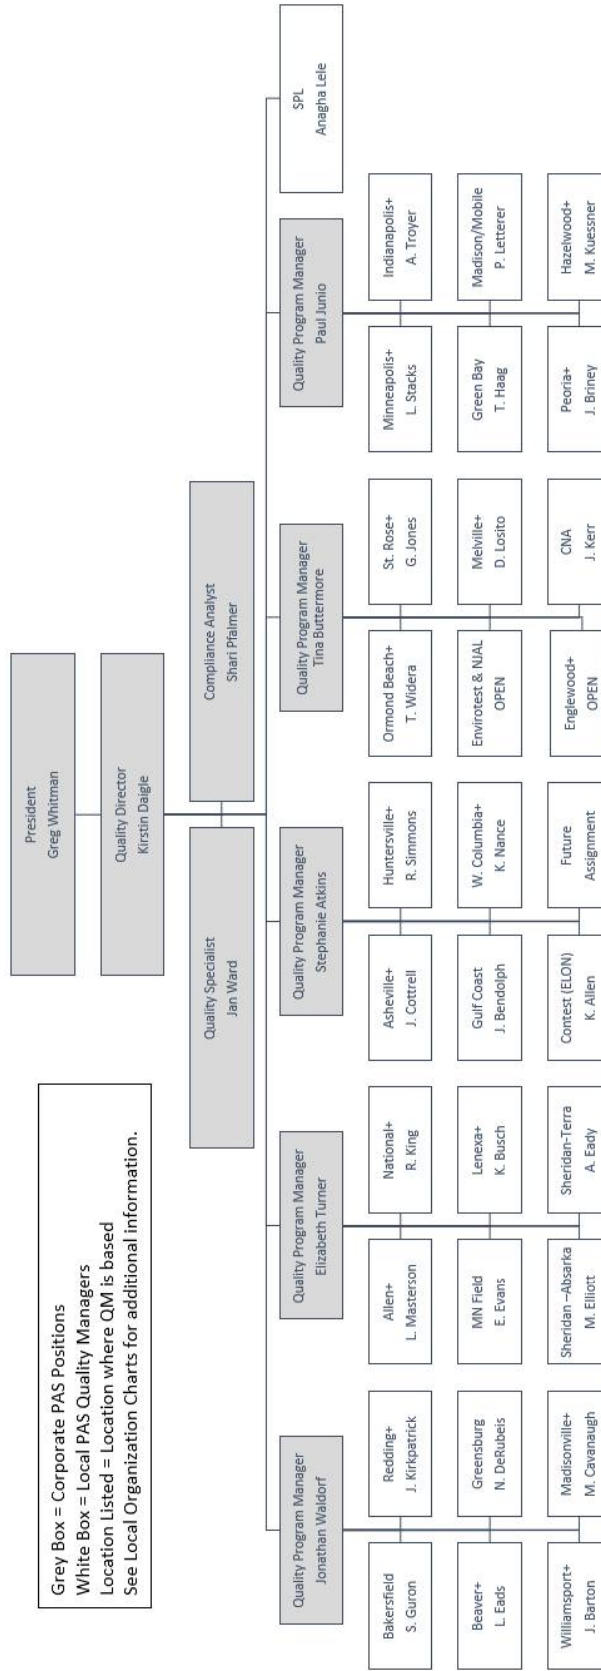 Grey Box = Corporate PAS Positions
White Box = Local PAS Quality Managers
Location Listed = Location where QM is based
See Local Organization Charts for additional information.
President
Greg Whitman
Quality Director
Kirstin Daigle
Quality Specialist
Jan Ward
Compliance Analyst
Shari Pfalmer
Quality Program Manager
Jonathan Waldorf
Quality Program Manager
Elizabeth Turner
Quality Program Manager
Stephanie Atkins
Quality Program Manager
Tina Buttermore
Quality Program Manager
Paul Junio
SPL
Anagha Lele
Bakersfield
S. Guron
Redding+
J. Kirkpatrick
Allen+
L. Masterson
National+
R. King
Asheville+
J. Cottrell
Huntersville+
R. Simmons
Ormond Beach+
T. Widera
St. Rose+
G. Jones
Minneapolis+
L. Stacks
Indianapolis+
A. Troyer
Beaver+
L. Eads
Greensburg
N. DeRubeis
MN Field
E. Evans
Lenexa+
K. Busch
Gulf Coast
J. Bendolph
W. Columbia+
K. Nance
Envirotest & NJAL
OPEN
Melville+
D. Losito
Green Bay
T. Haag
Madison/Mobile
P. Letterer
Williamsport+
J. Barton
Madisonville+
M. Cavanaugh
Sheridan –Absarka
M. Elliott
Sheridan-Terra
A. Eady
Contest (ELON)
K. Allen
Future
Assignment
Englewood+
OPEN
CNA
J. Kerr
Peoria+
J. Briney
Hazelwood+
M. Kuessner